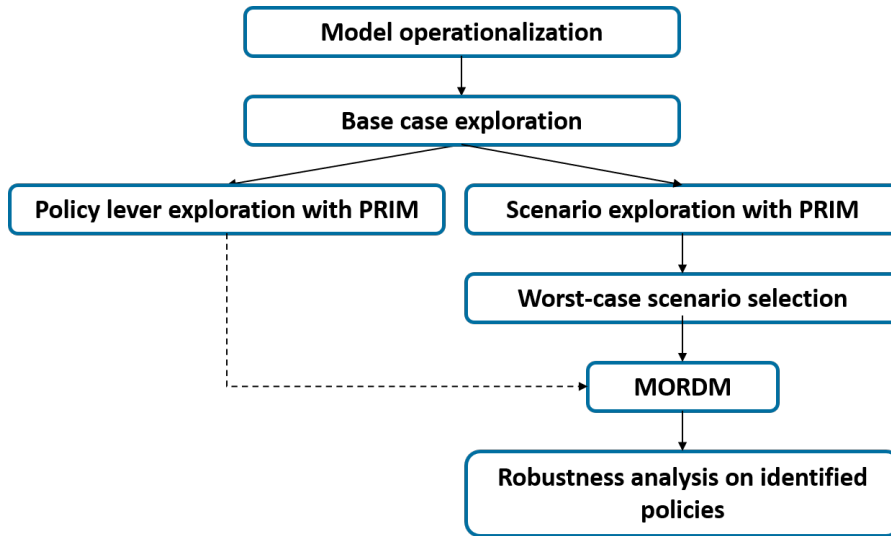 Model operationalization
Base case exploration
Policy lever exploration with PRIM
Scenario exploration with PRIM
Worst-case scenario selection
MORDM
Robustness analysis on identified
policies